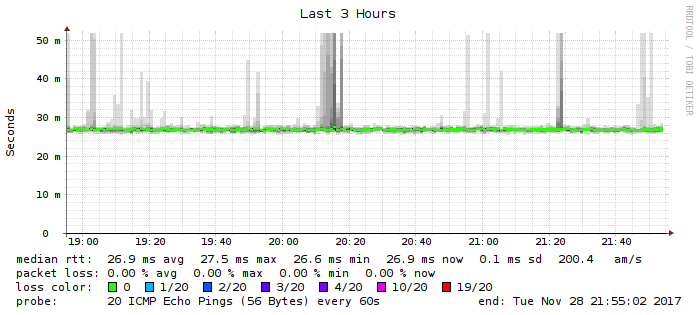 Last 3 Hours
RRDTOOL / TOBI OETIKER
Seconds
50 m
40 m
30 m
20 m
10 m
0
19:00 19:20 19:40 20:00 20:20 20:40 21:00 21:20 21:40
median rtt: 26.9 ms avg 27.5 ms max 26.6 ms min 26.9 ms now 0.1 ms sd 200.4 am/s
packet loss: 0.00 % avg 0.00 % max 0.00 % min 0.00 % now
loss color: 0 1/20 2/20 3/20 4/20 10/20 19/20
probe: 20 ICMP Echo Pings (56 Bytes) every 60s end: Tue Nov 28 21:55:02 2017